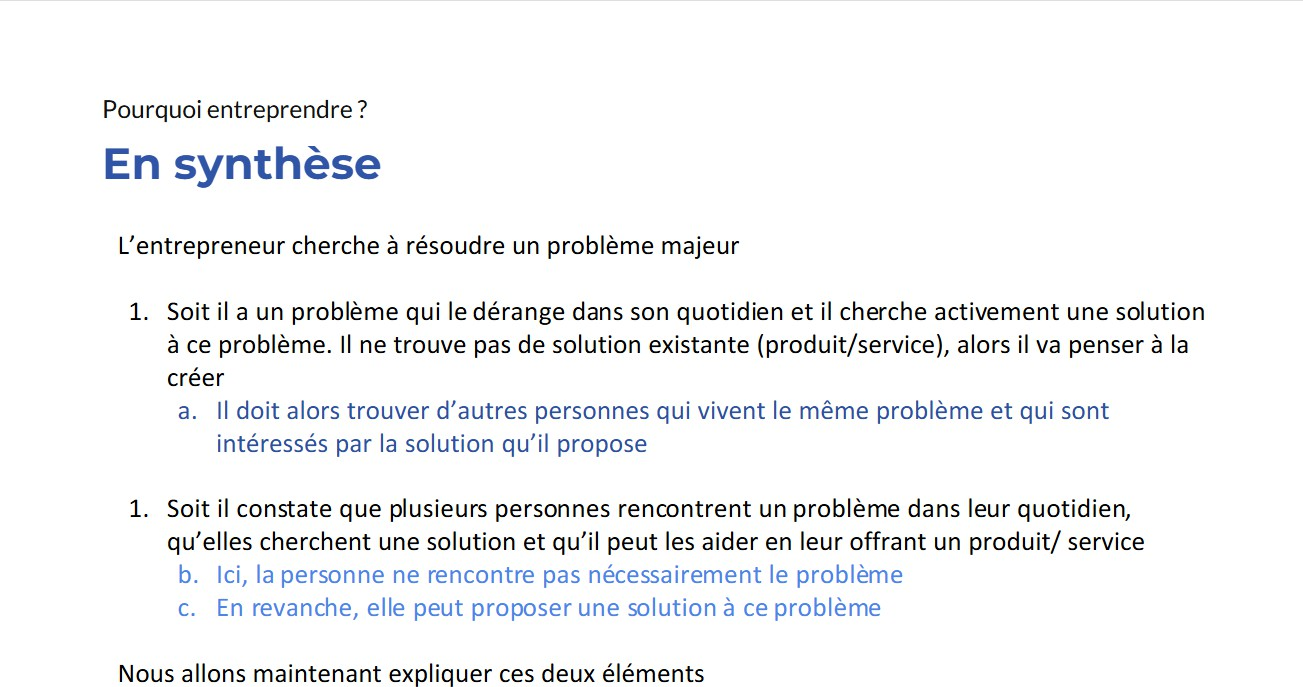 Pourquoi entreprendre ?
En synthèse
L’entrepreneur cherche à résoudre un problème majeur
1. Soit il a un problème qui le dérange dans son quotidien et il cherche activement une solution
à ce problème. Il ne trouve pas de solution existante (produit/service), alors il va penser à la
créer
a. Il doit alors trouver d’autres personnes qui vivent le même problème et qui sont
intéressés par la solution qu’il propose
1. Soit il constate que plusieurs personnes rencontrent un problème dans leur quotidien,
qu’elles cherchent une solution et qu’il peut les aider en leur offrant un produit/ service
b. Ici, la personne ne rencontre pas nécessairement le problème
c. En revanche, elle peut proposer une solution à ce problème
Nous allons maintenant expliquer ces deux éléments